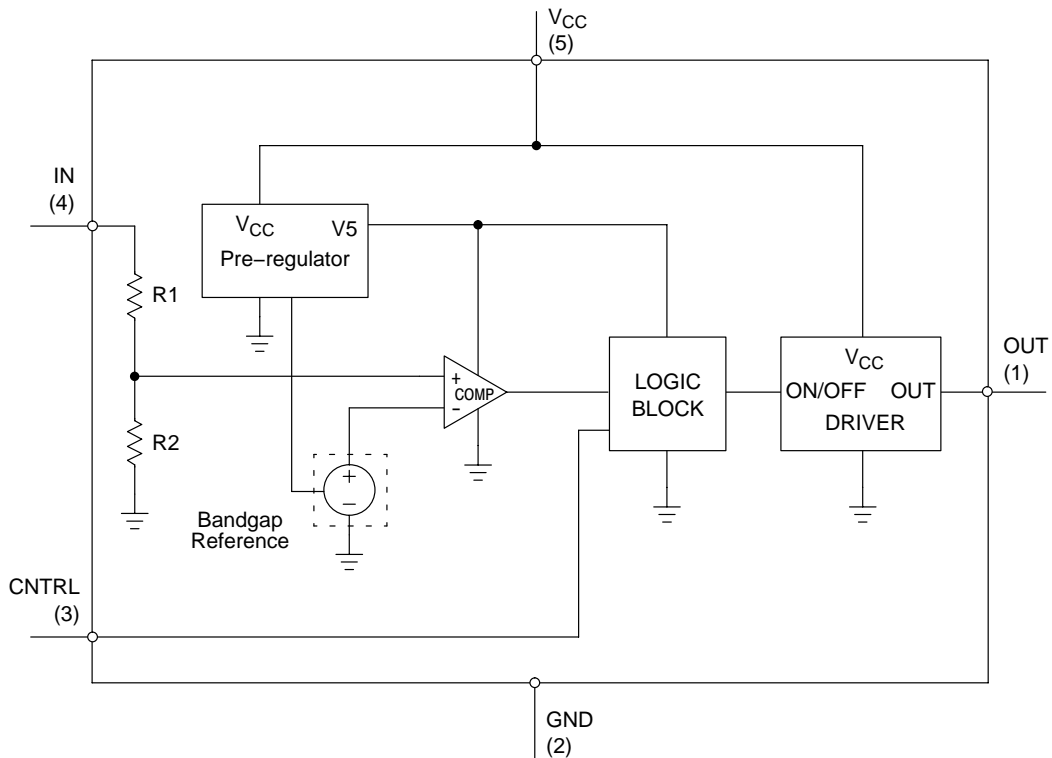 VCC
(5)
IN
(4)
VCC V5
Pre−regulator
R1
OUT
(1)
VCC
ON/OFF OUT
DRIVER
LOGIC
BLOCK
+
COMP
−
R2
+
−
Bandgap
Reference
CNTRL
(3)
GND
(2)